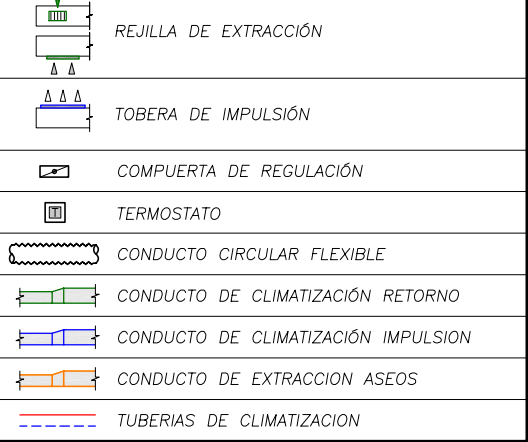 REJILLA DE EXTRACCIÓN
TOBERA DE IMPULSIÓN
COMPUERTA DE REGULACIÓN
T
TERMOSTATO
CONDUCTO CIRCULAR FLEXIBLE
CONDUCTO DE CLIMATIZACIÓN RETORNO
CONDUCTO DE CLIMATIZACIÓN IMPULSION
CONDUCTO DE EXTRACCION ASEOS
TUBERIAS DE CLIMATIZACION